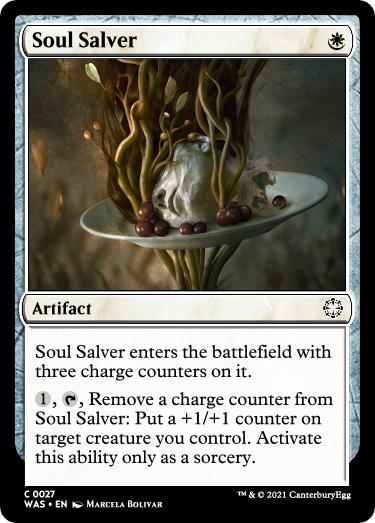 Soul Salver
Artifact
Soul Salver enters the battlefield with
three charge counters on it.
1, Remove a charge counter from
Soul Salver: Put a +1/+1 counter on
target creature you control. Activate
this ability only as a sorcery.
C 0027
WAS • EN Marcela Bolivar
™ & © 2021 CanterburyEgg